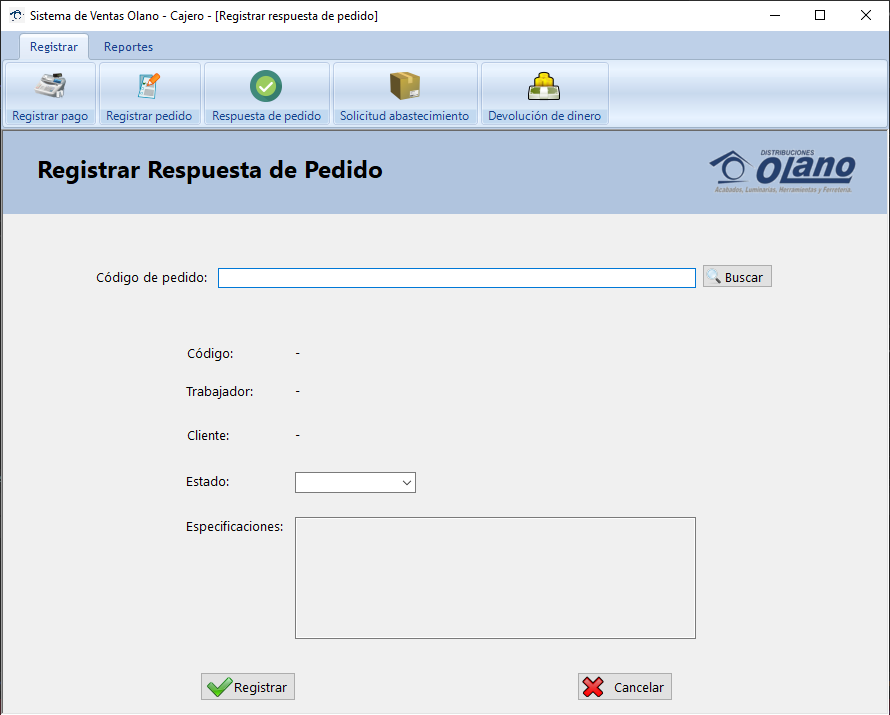 Sistema de Ventas Olano - Cajero - [Registrar respuesta de pedido]
Registrar Reportes
Registrar pago Registrar pedido Respuesta de pedido Solicitud abastecimiento Devolución de dinero
Registrar Respuesta de Pedido
DISTRIBUCIONES
OLano
Acabados, Luminarias, Herramientas y Ferretería.
Código de pedido: Buscar
Código: -
Trabajador: -
Cliente: -
Estado:
Especificaciones:
Registrar Cancelar